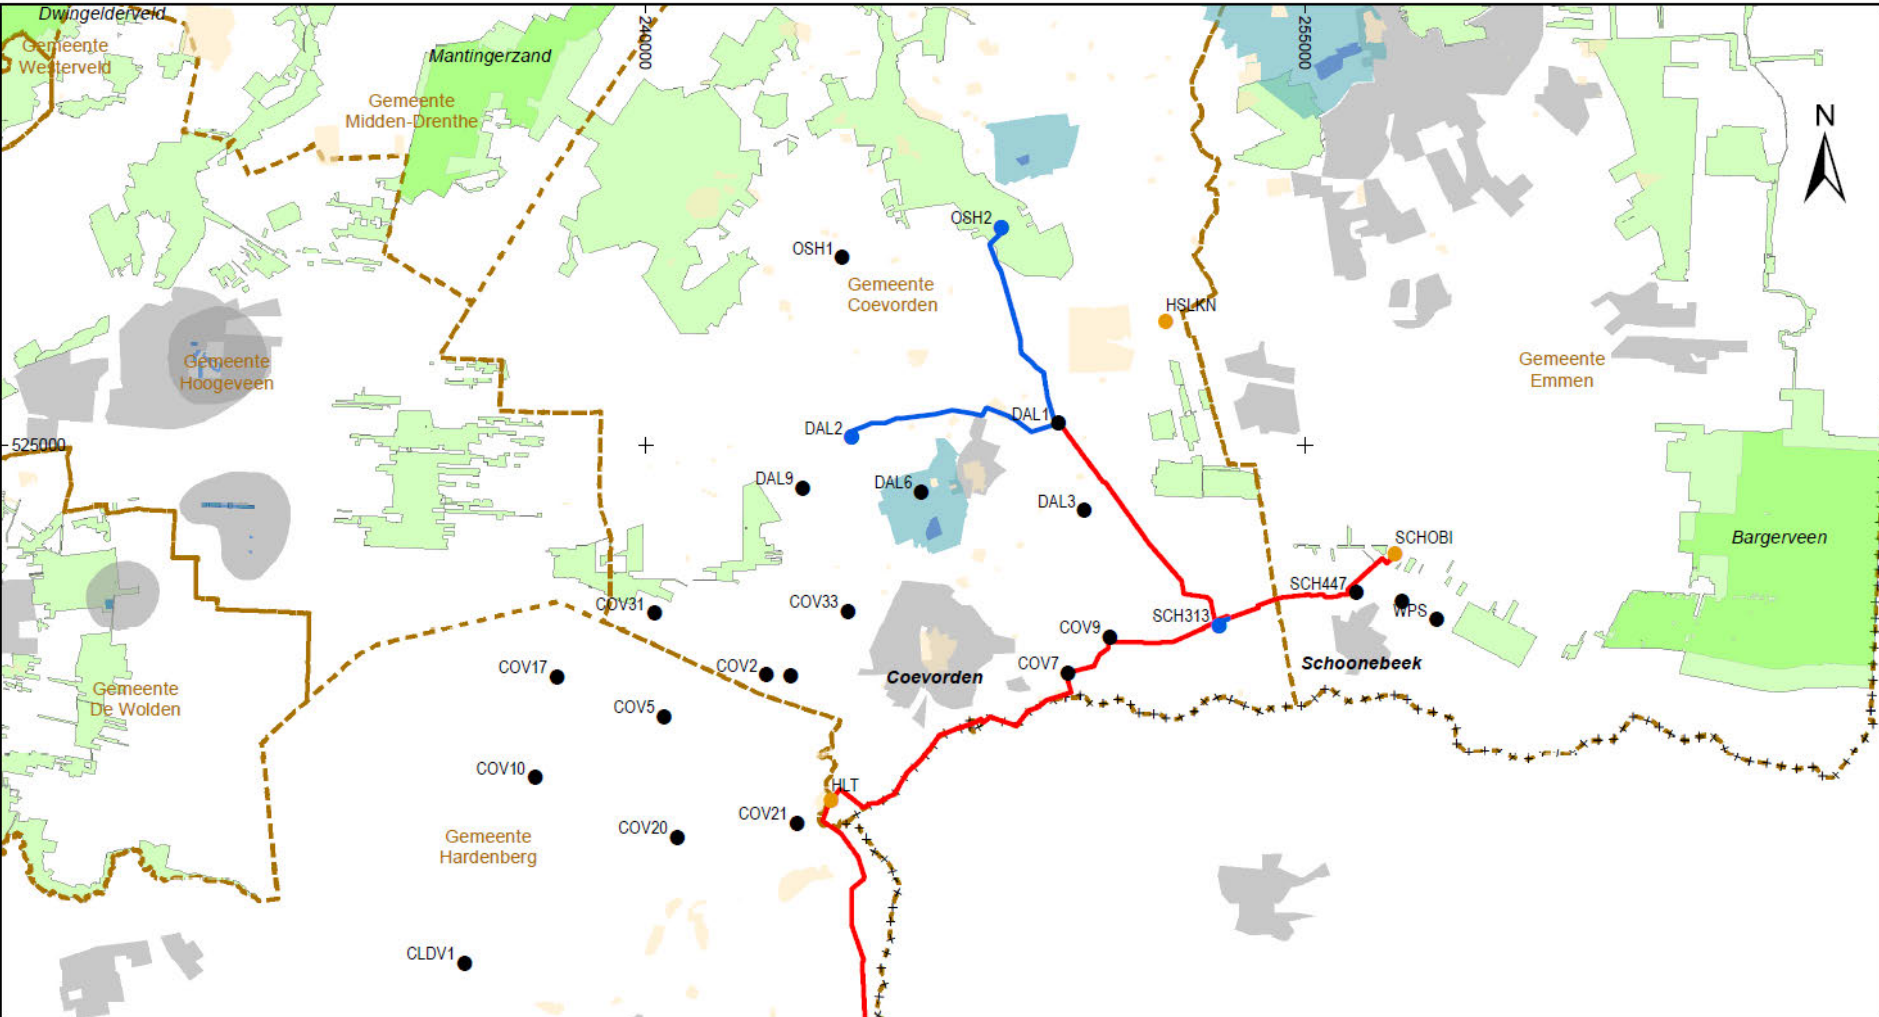 Dwingelderveld
Gemeente
Westerveld
Mantingerzand
Gemeente
Midden-Drenthe
240000
255000
N
OSH2
OSH1
Gemeente
Coevorden
HSLKN
Gemeente
Hoogeveen
Gemeente
Emmen
DAL1
DAL2
525000
DAL9
DAL6
DAL3
SCHOBI
Bargerveen
SCH447
WPS
COV31
COV33
SCH313
COV9
COV17
COV2
COV7
Schoonebeek
Coevorden
Gemeente
De Wolden
COV5
COV10
HLT
COV21
COV20
Gemeente
Hardenberg
CLDV1